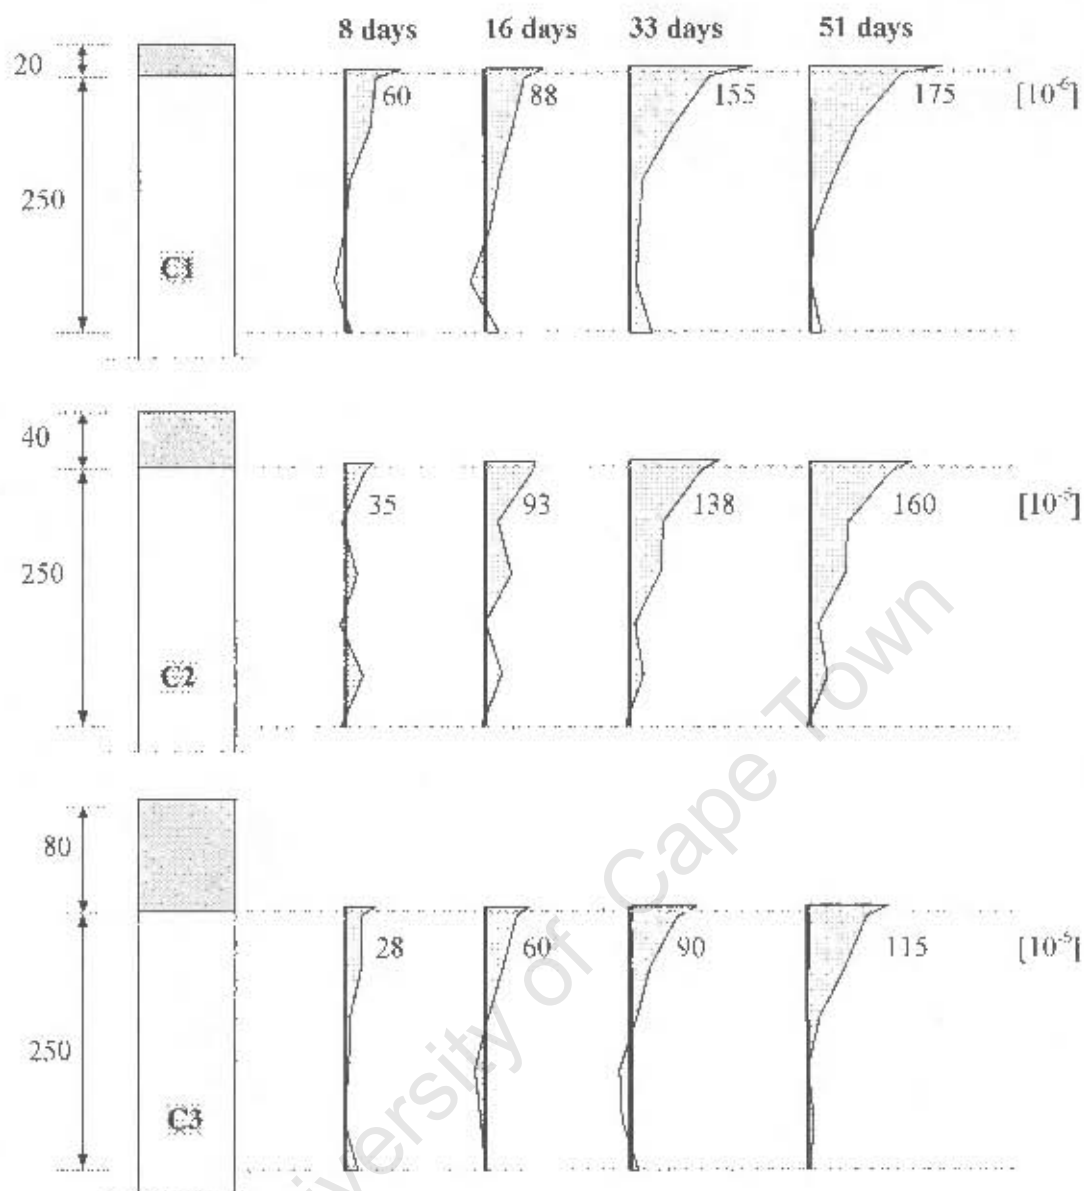 8 days 16 days 33 days 51 days
20
60 88 155 175 [10⁻⁶]
250
C1
40
35 93 138 160 [10⁻⁶]
250
C2
80
28 60 90 115 [10⁻⁶]
250
C3
University of Cape Town